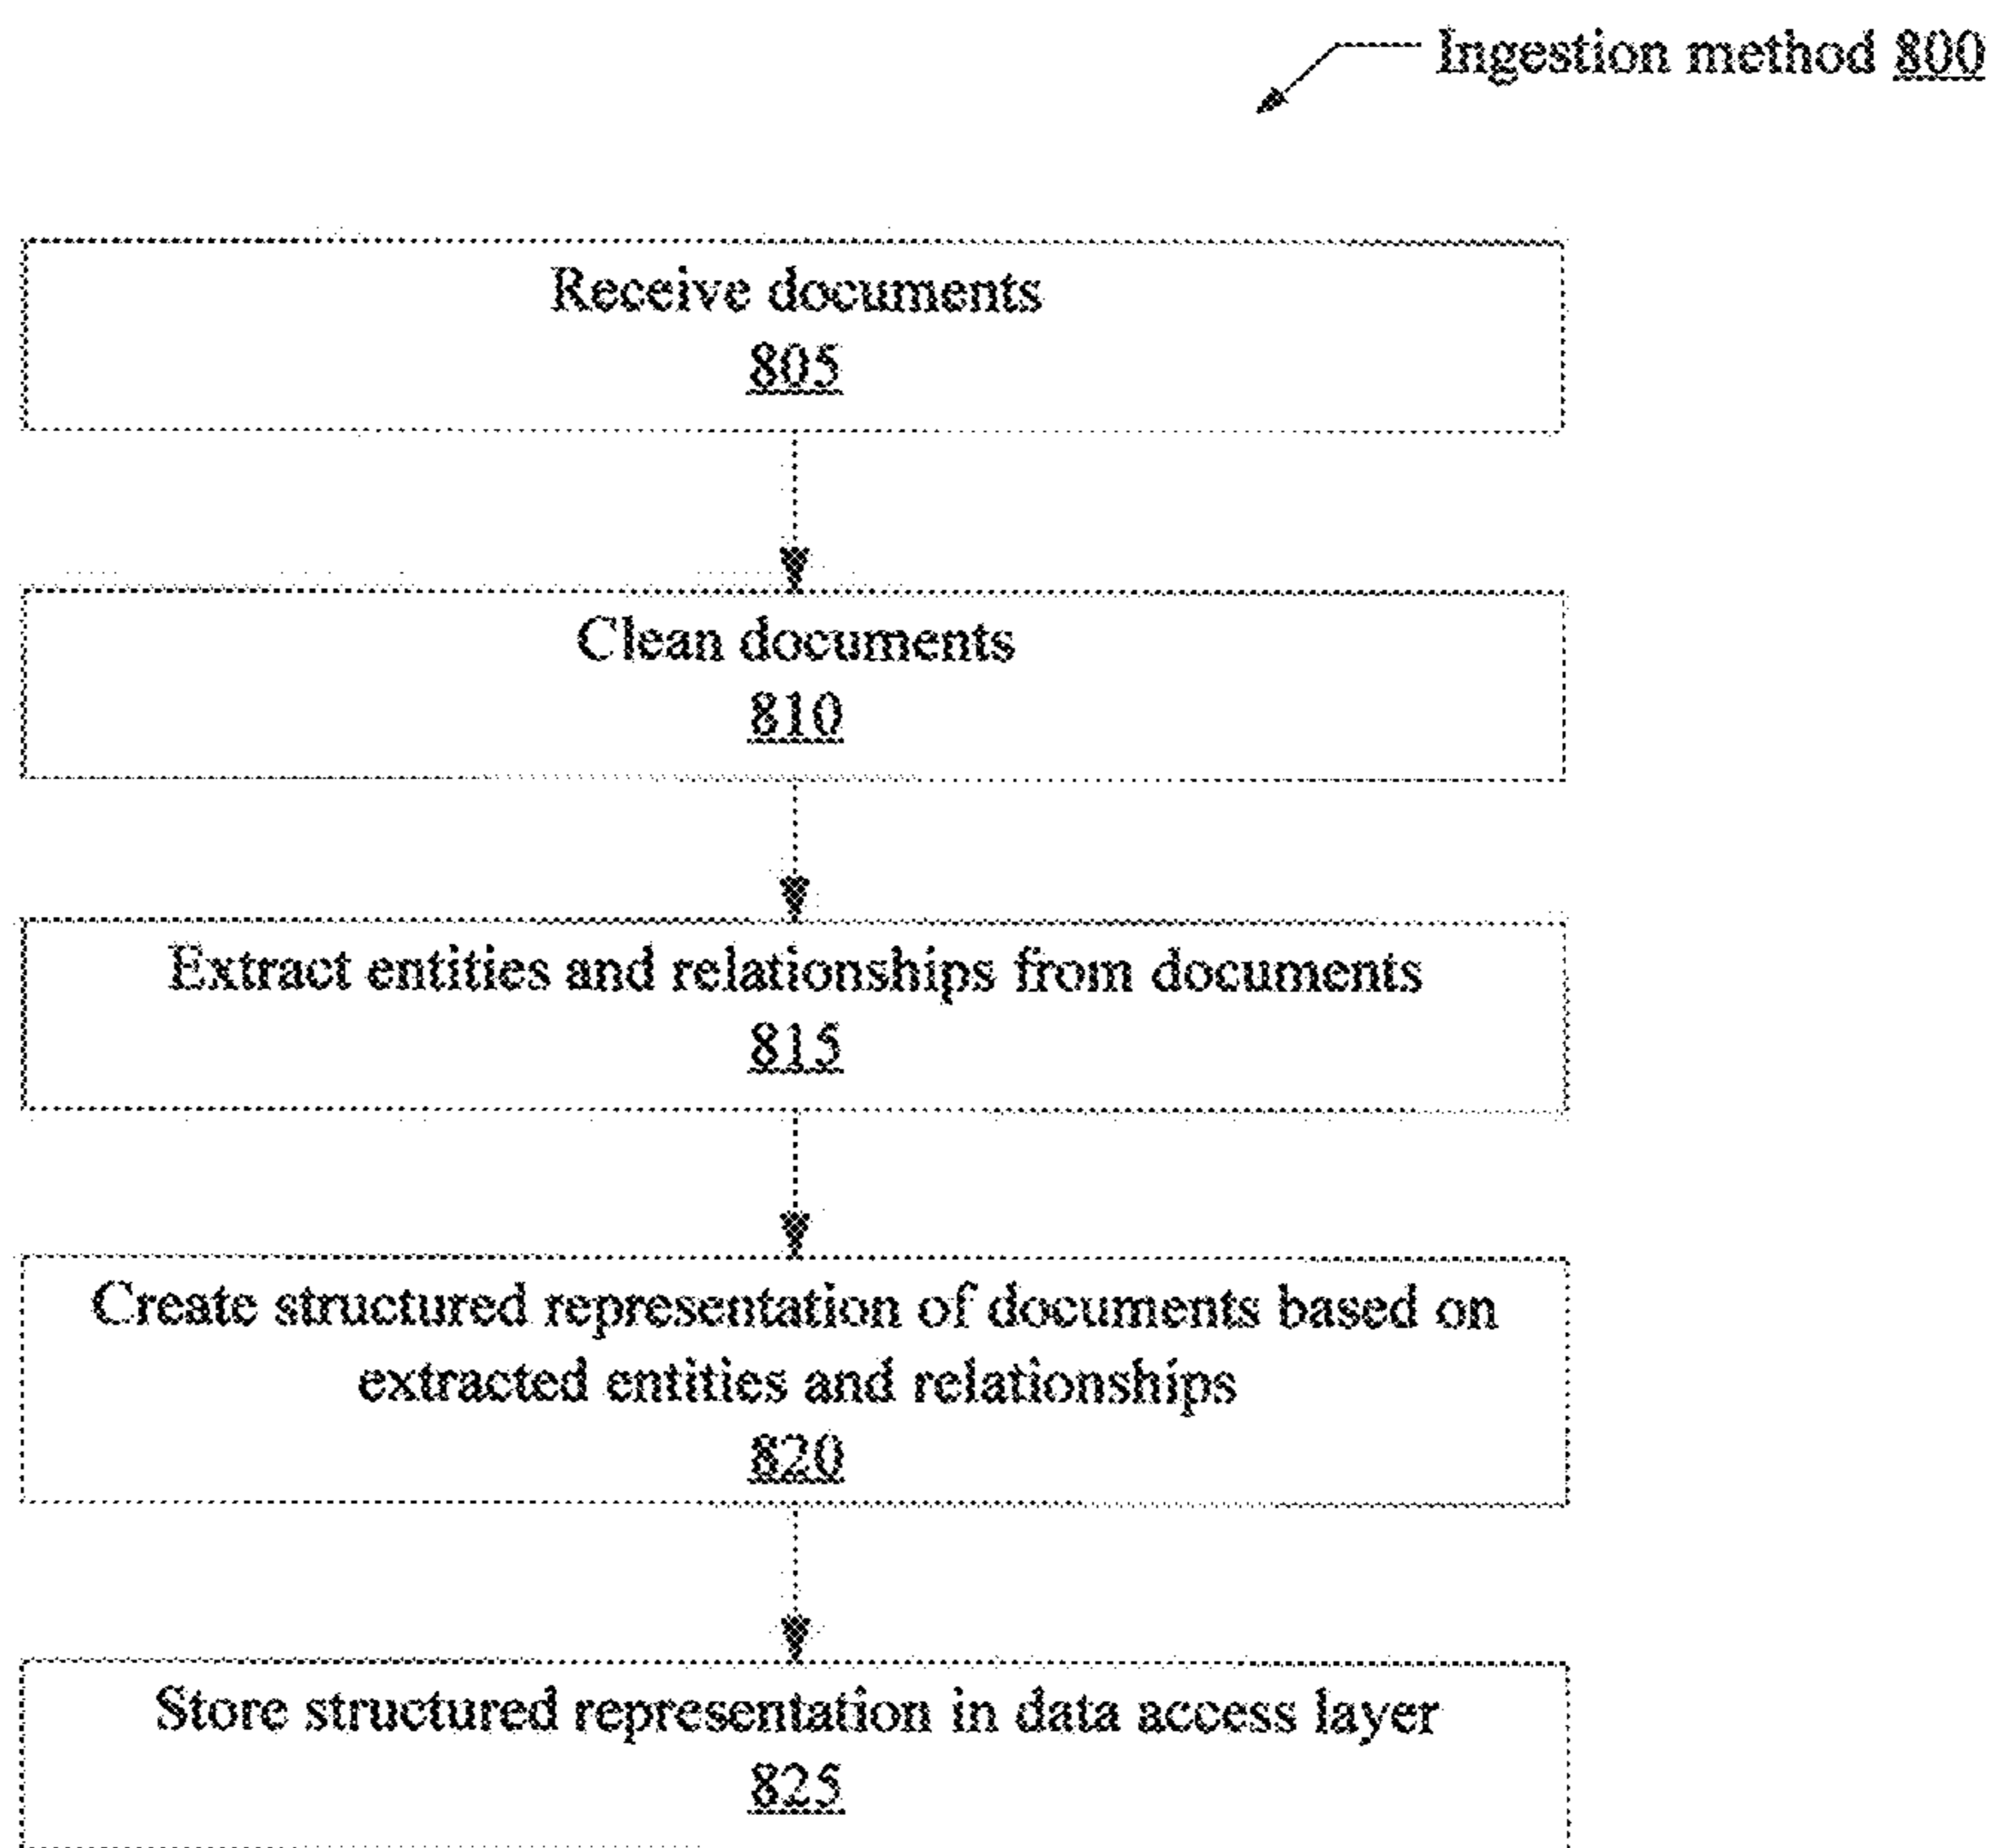 Ingestion method 800
Receive documents
805
Clean documents
810
Extract entities and relationships from documents
815
Create structured representation of documents based on
extracted entities and relationships
820
Store structured representation in data access layer
825